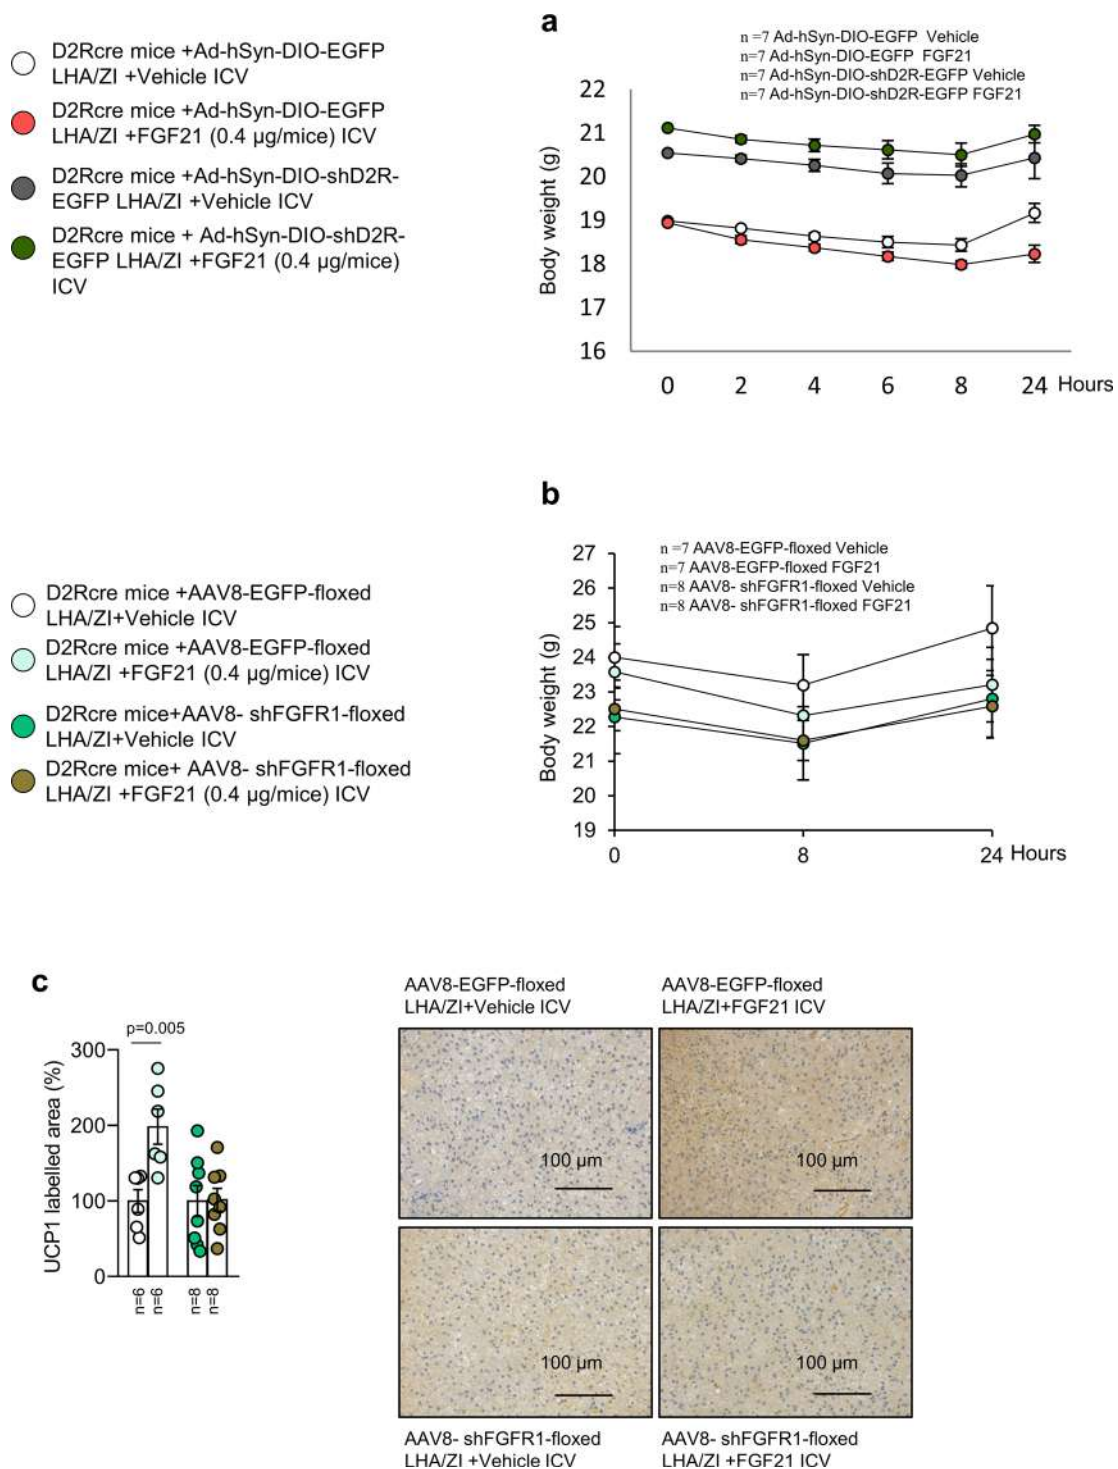 a
D2Rcre mice +Ad-hSyn-DIO-EGFP
LHA/ZI +Vehicle ICV
D2Rcre mice +Ad-hSyn-DIO-EGFP
LHA/ZI +FGF21 (0.4 µg/mice) ICV
D2Rcre mice +Ad-hSyn-DIO-shD2R-
EGFP LHA/ZI +Vehicle ICV
D2Rcre mice + Ad-hSyn-DIO-shD2R-
EGFP LHA/ZI +FGF21 (0.4 µg/mice)
ICV
n =7 Ad-hSyn-DIO-EGFP Vehicle
n=7 Ad-hSyn-DIO-EGFP FGF21
n=7 Ad-hSyn-DIO-shD2R-EGFP Vehicle
n=7 Ad-hSyn-DIO-shD2R-EGFP FGF21
Body weight (g)
22
21
20
19
18
17
16
0 2 4 6 8 24 Hours
b
D2Rcre mice +AAV8-EGFP-floxed
LHA/ZI+Vehicle ICV
D2Rcre mice +AAV8-EGFP-floxed
LHA/ZI +FGF21 (0.4 µg/mice) ICV
D2Rcre mice+AAV8- shFGFR1-floxed
LHA/ZI+Vehicle ICV
D2Rcre mice+ AAV8- shFGFR1-floxed
LHA/ZI +FGF21 (0.4 µg/mice) ICV
n =7 AAV8-EGFP-floxed Vehicle
n=7 AAV8-EGFP-floxed FGF21
n=8 AAV8- shFGFR1-floxed Vehicle
n=8 AAV8- shFGFR1-floxed FGF21
Body weight (g)
27
26
25
24
23
22
21
20
19
0 8 24 Hours
c
p=0.005
UCP1 labelled area (%)
300
200
100
0
n=6
n=6
n=8
n=8
AAV8-EGFP-floxed
LHA/ZI+Vehicle ICV
AAV8-EGFP-floxed
LHA/ZI+FGF21 ICV
100 µm
100 µm
100 µm
100 µm
AAV8- shFGFR1-floxed
LHA/ZI +Vehicle ICV
AAV8- shFGFR1-floxed
LHA/ZI +FGF21 ICV